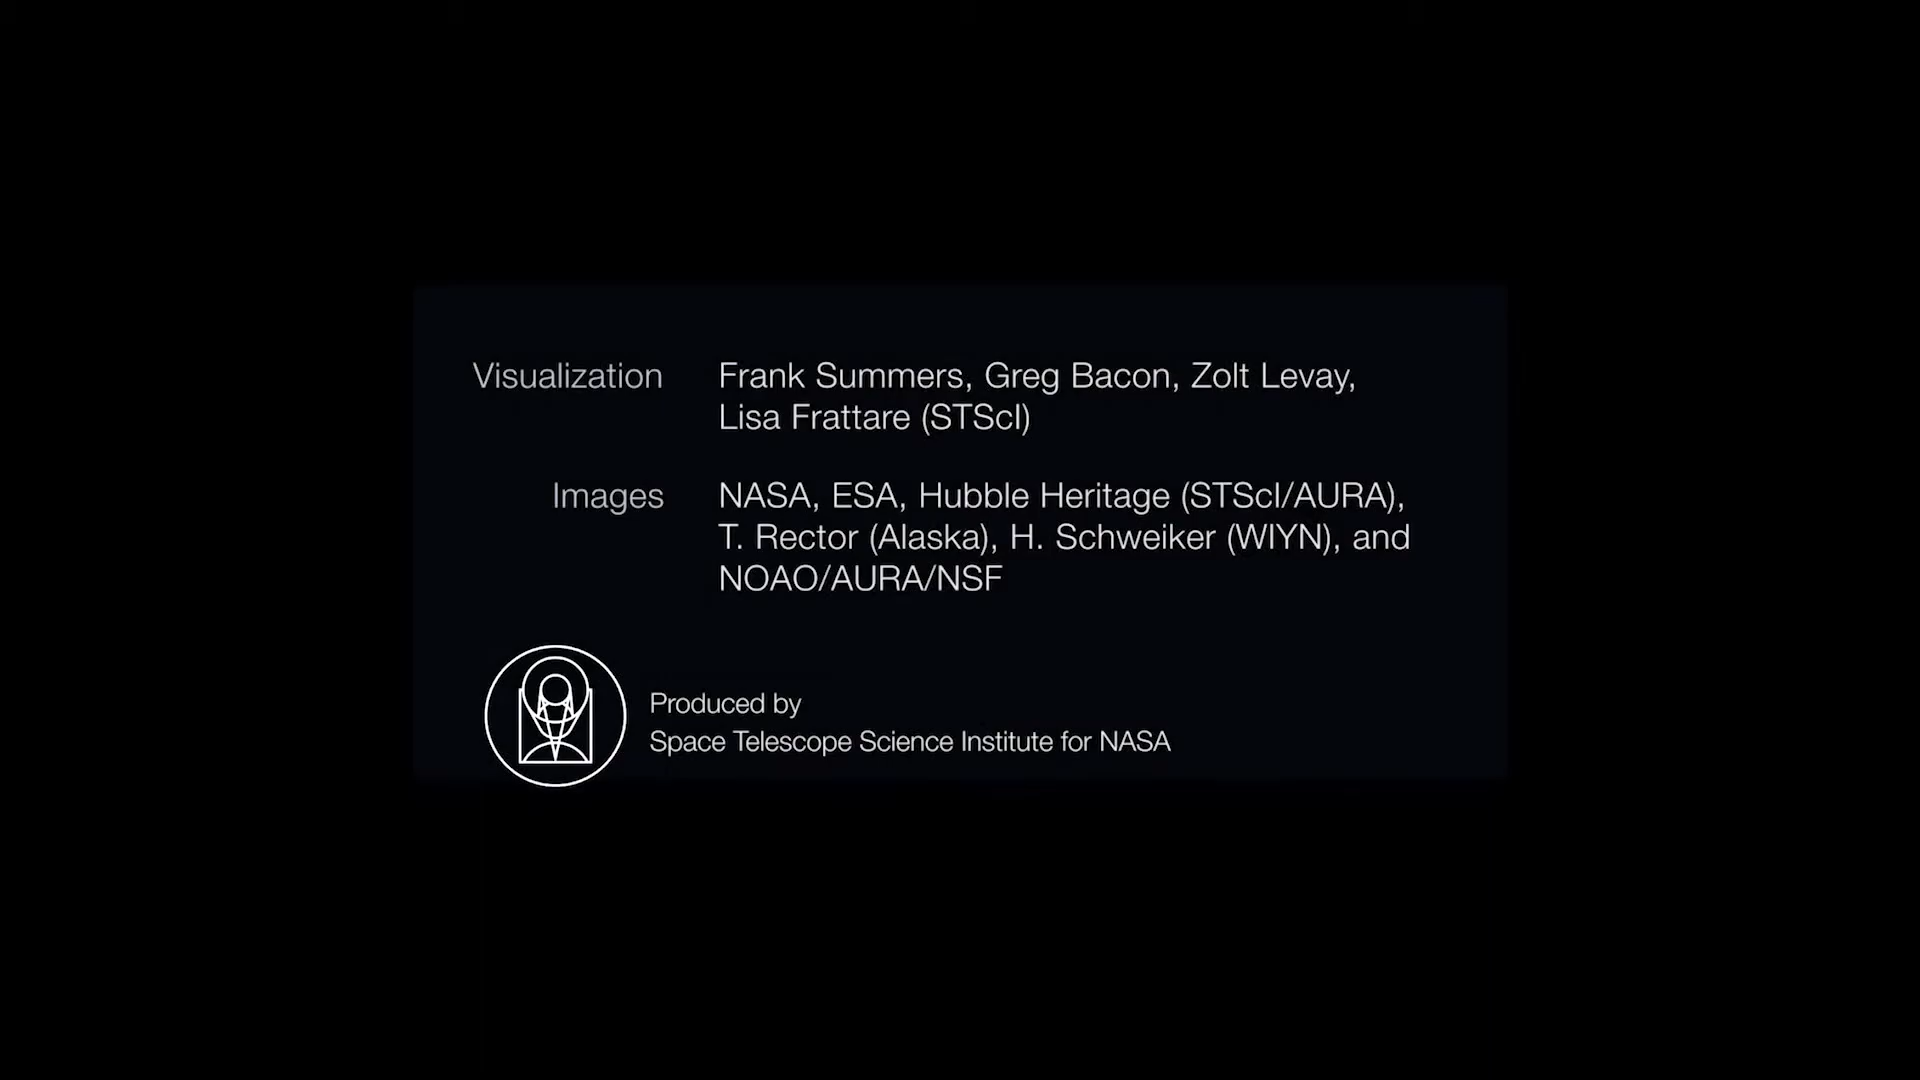 Visualization Frank Summers, Greg Bacon, Zolt Levay,
Lisa Frattare (STScI)
Images NASA, ESA, Hubble Heritage (STScI/AURA),
T. Rector (Alaska), H. Schweiker (WIYN), and
NOAO/AURA/NSF
Produced by
Space Telescope Science Institute for NASA